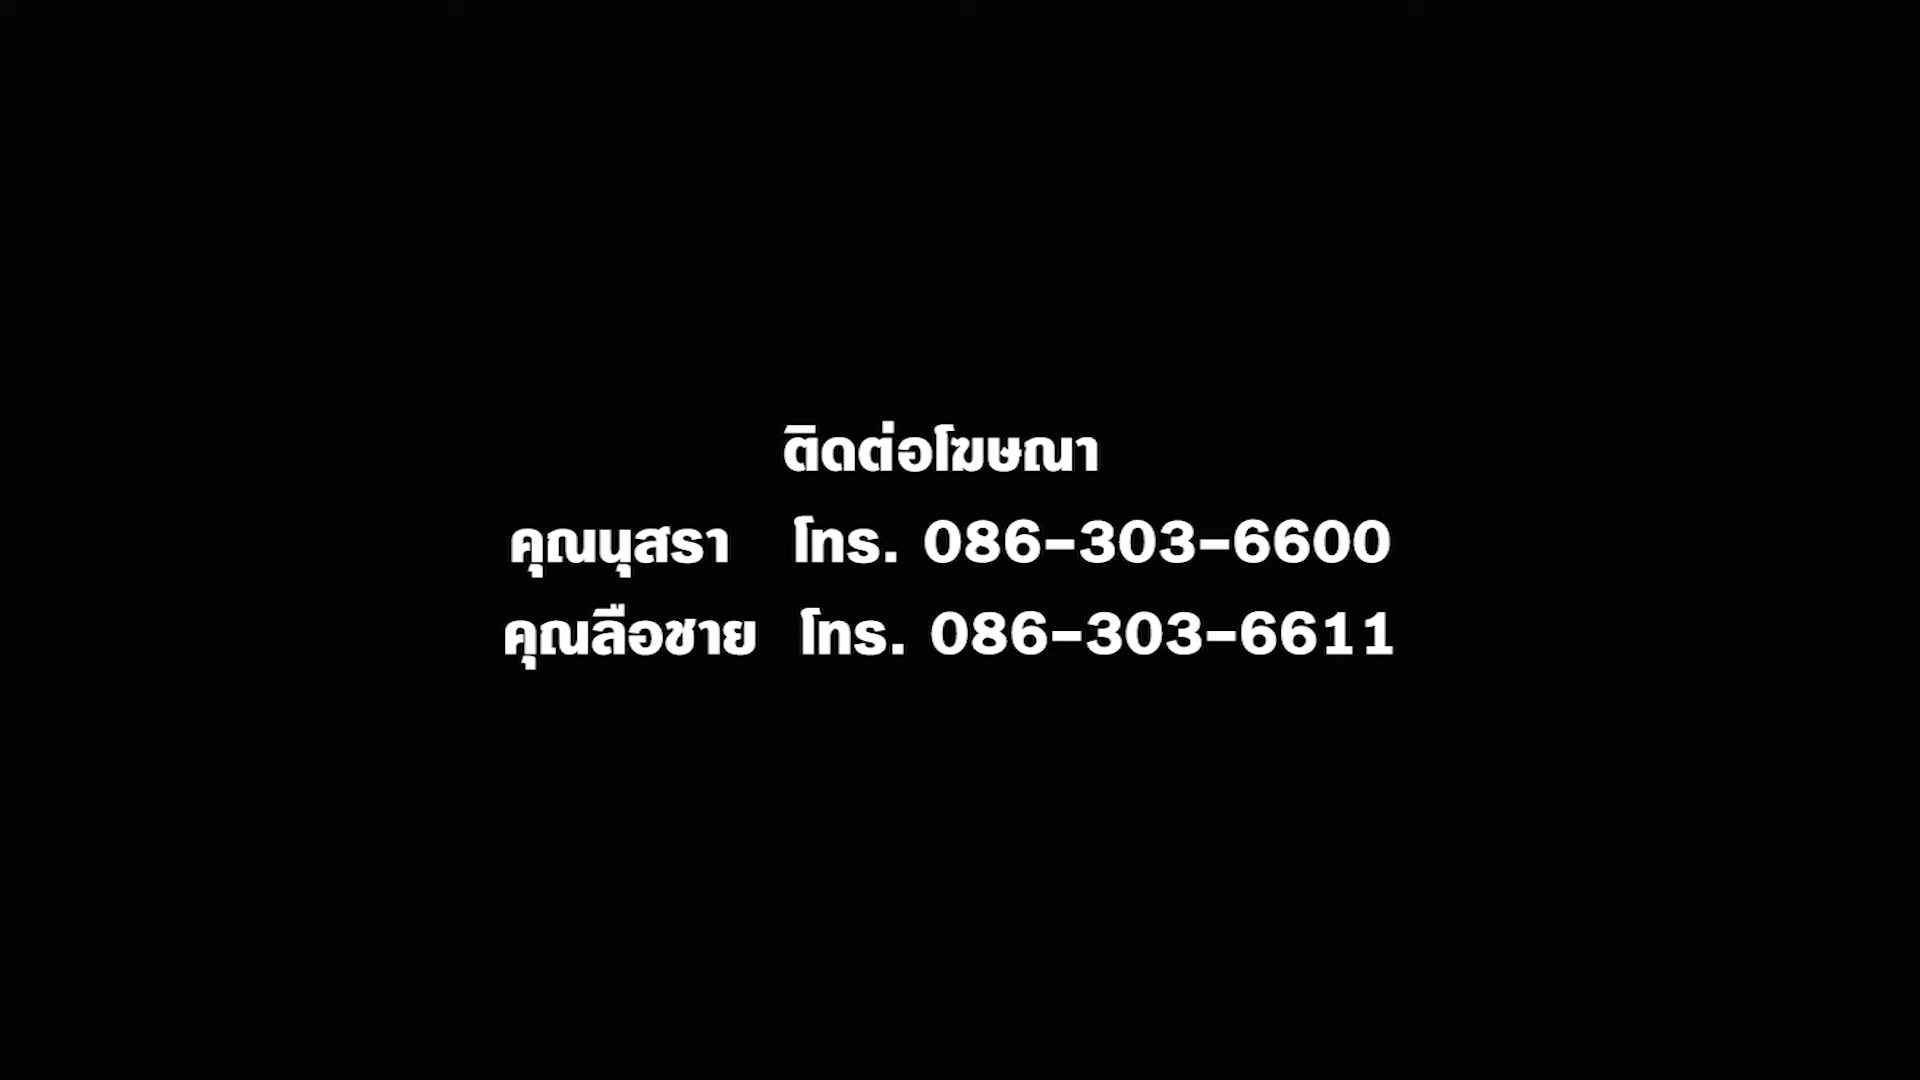 ติดต่อโฆษณา
คุณนุสรา โทร. 086-303-6600
คุณลือชาย โทร. 086-303-6611